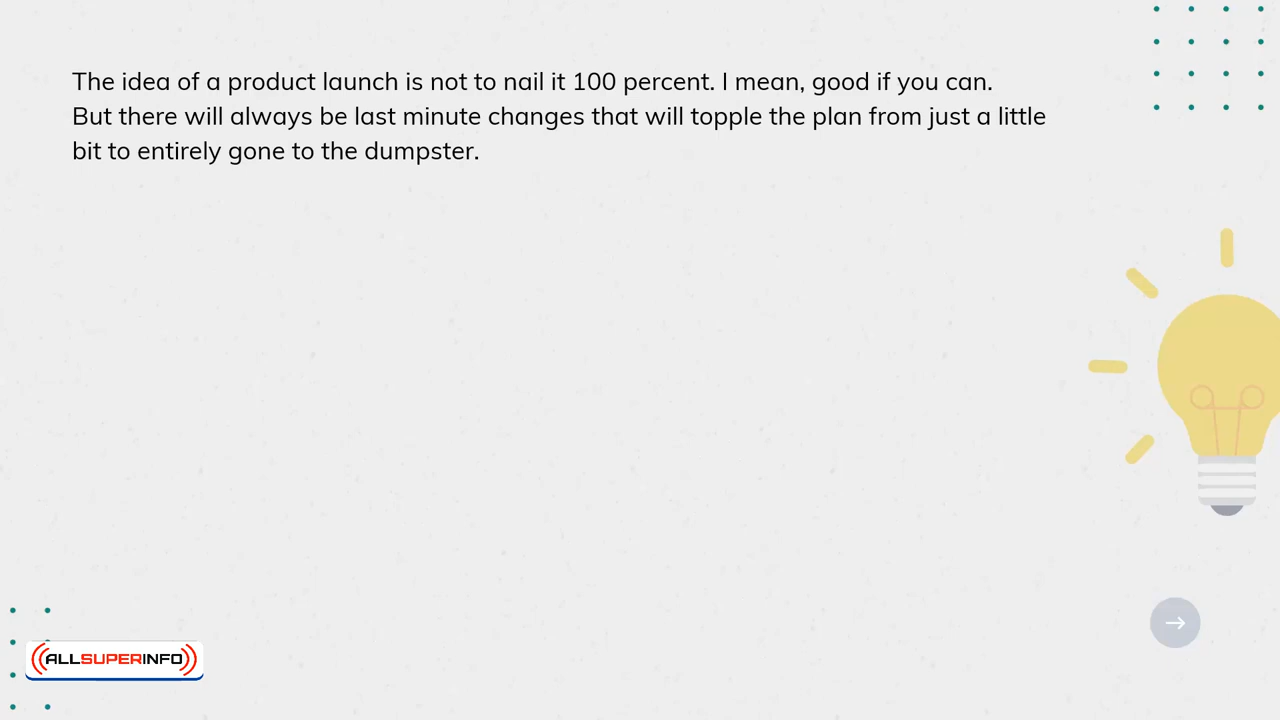 The idea of a product launch is not to nail it 100 percent. I mean, good if you can.
But there will always be last minute changes that will topple the plan from just a little
bit to entirely gone to the dumpster.
ALLSUPERINFO